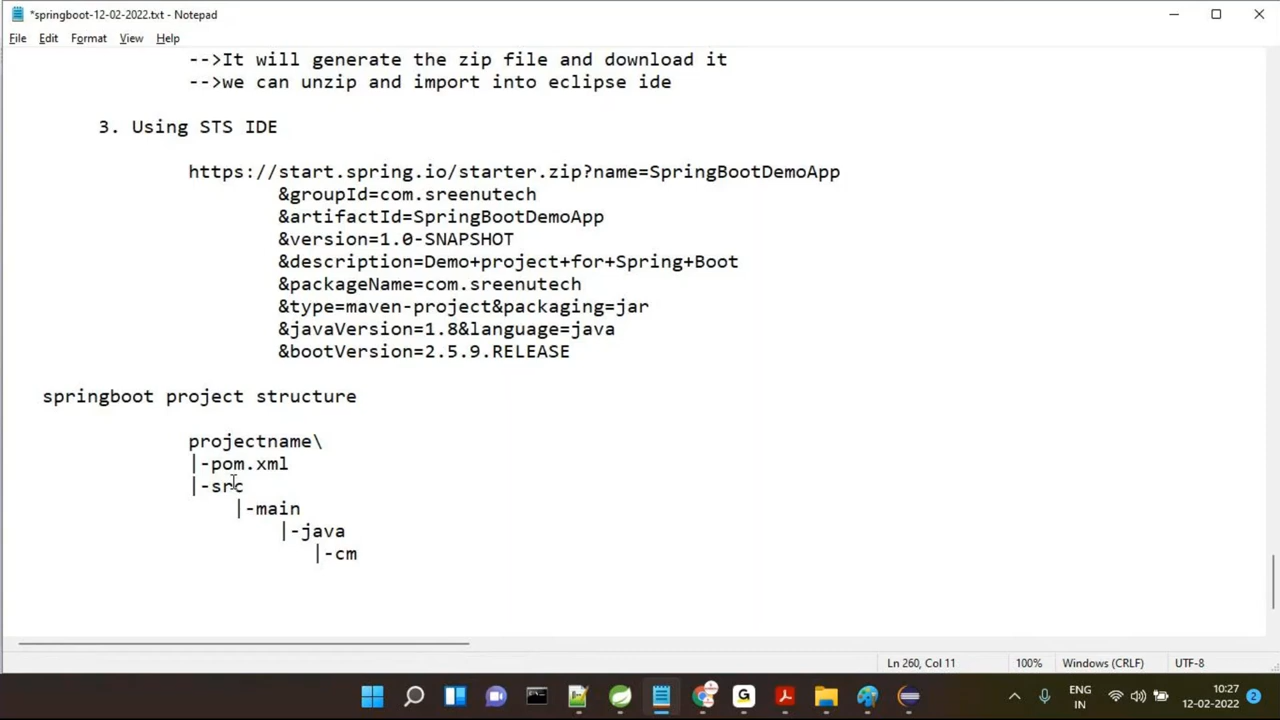 *springboot-12-02-2022.txt - Notepad
File Edit Format View Help
-->It will generate the zip file and download it
-->we can unzip and import into eclipse ide
3. Using STS IDE
https://start.spring.io/starter.zip?name=SpringBootDemoApp
&groupId=com.sreenutech
&artifactId=SpringBootDemoApp
&version=1.0-SNAPSHOT
&description=Demo+project+for+Spring+Boot
&packageName=com.sreenutech
&type=maven-project&packaging=jar
&javaVersion=1.8&language=java
&bootVersion=2.5.9.RELEASE
springboot project structure
projectname\
|-pom.xml
|-src
|-main
|-java
|-cm
Ln 260, Col 11 100% Windows (CRLF) UTF-8
ENG 10:27
IN 12-02-2022 2